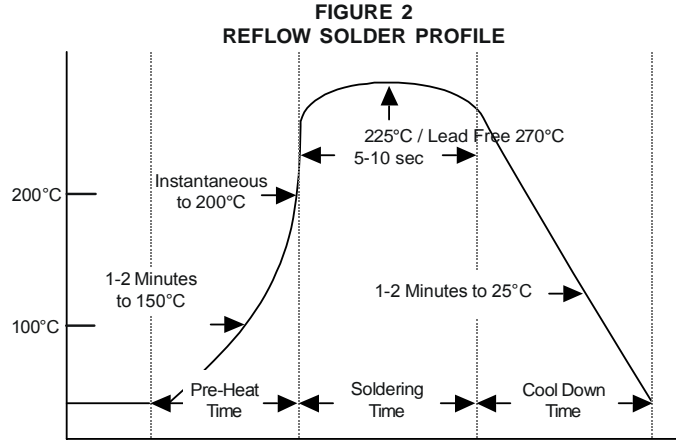 FIGURE 2
REFLOW SOLDER PROFILE
225°C / Lead Free 270°C
5-10 sec
Instantaneous
to 200°C
200°C
1-2 Minutes
to 150°C
1-2 Minutes to 25°C
100°C
Pre-Heat
Time
Soldering
Time
Cool Down
Time